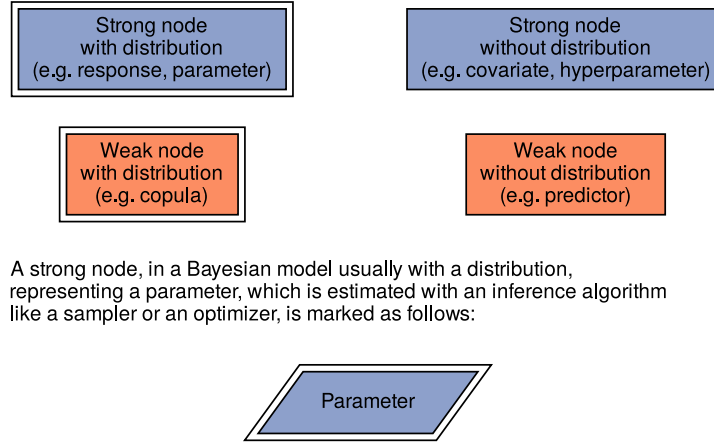 Strong node
with distribution
(e.g. response, parameter)
Strong node
without distribution
(e.g. covariate, hyperparameter)
Weak node
with distribution
(e.g. copula)
Weak node
without distribution
(e.g. predictor)
A strong node, in a Bayesian model usually with a distribution,
representing a parameter, which is estimated with an inference algorithm
like a sampler or an optimizer, is marked as follows:
Parameter